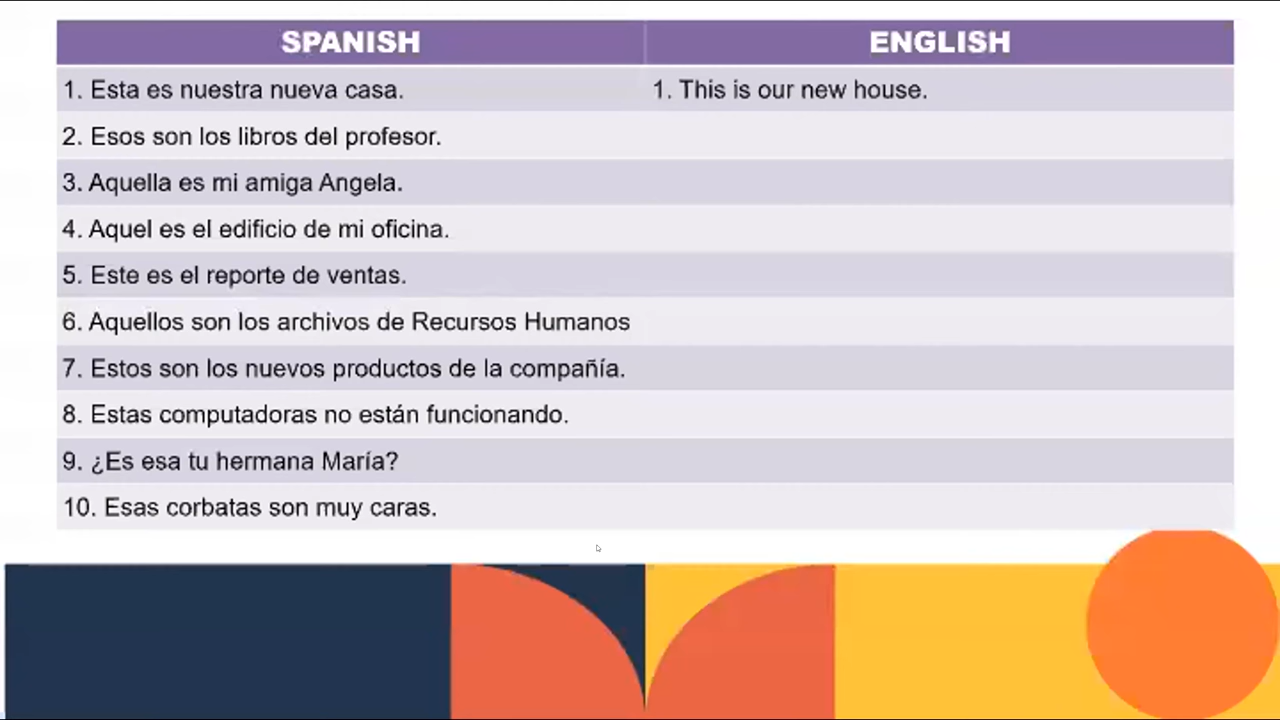 SPANISH ENGLISH
1. Esta es nuestra nueva casa. 1. This is our new house.
2. Esos son los libros del profesor.
3. Aquella es mi amiga Angela.
4. Aquel es el edificio de mi oficina.
5. Este es el reporte de ventas.
6. Aquellos son los archivos de Recursos Humanos
7. Estos son los nuevos productos de la compañía.
8. Estas computadoras no están funcionando.
9. ¿Es esa tu hermana María?
10. Esas corbatas son muy caras.